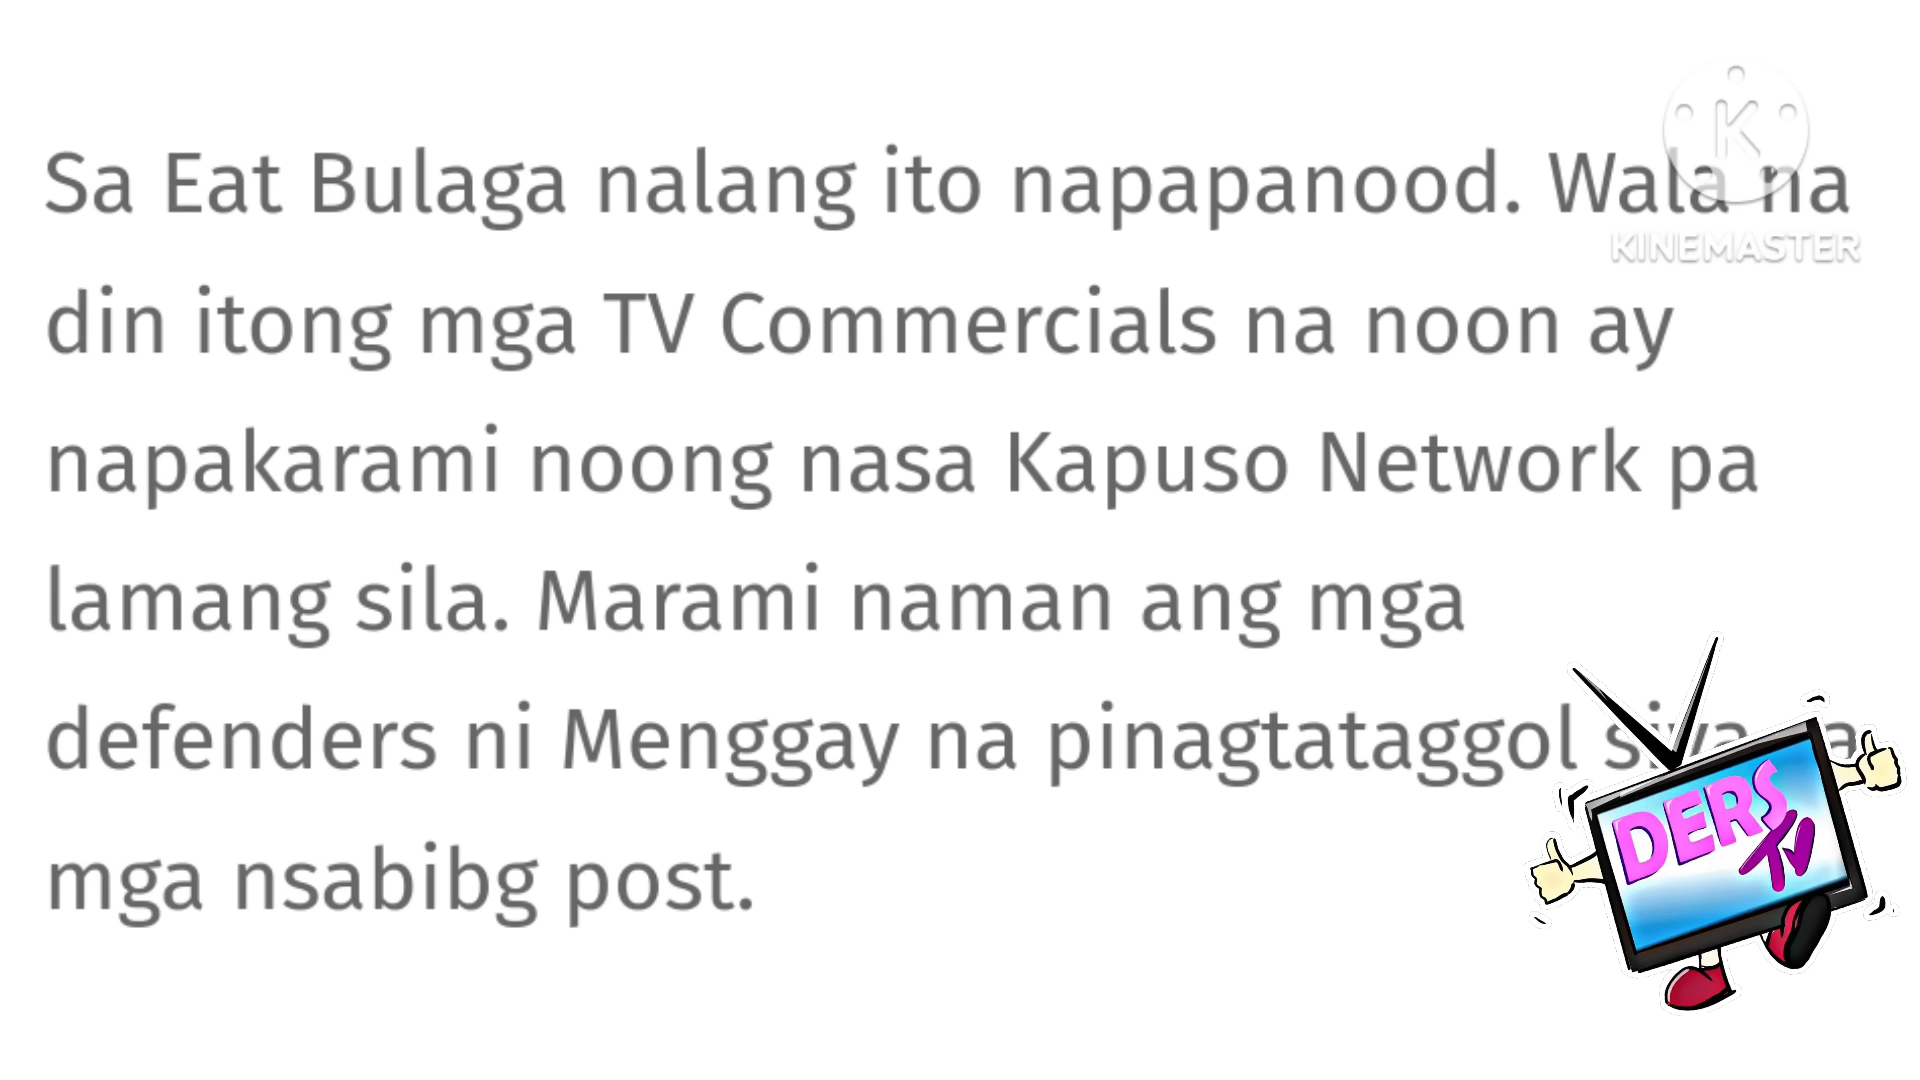 Sa Eat Bulaga nalang ito napapanood. Wala na
KINEMASTER
din itong mga TV Commercials na noon ay
napakarami noong nasa Kapuso Network pa
lamang sila. Marami naman ang mga
defenders ni Menggay na pinagtataggol siya
mga nsabibg post.
DERS
TV